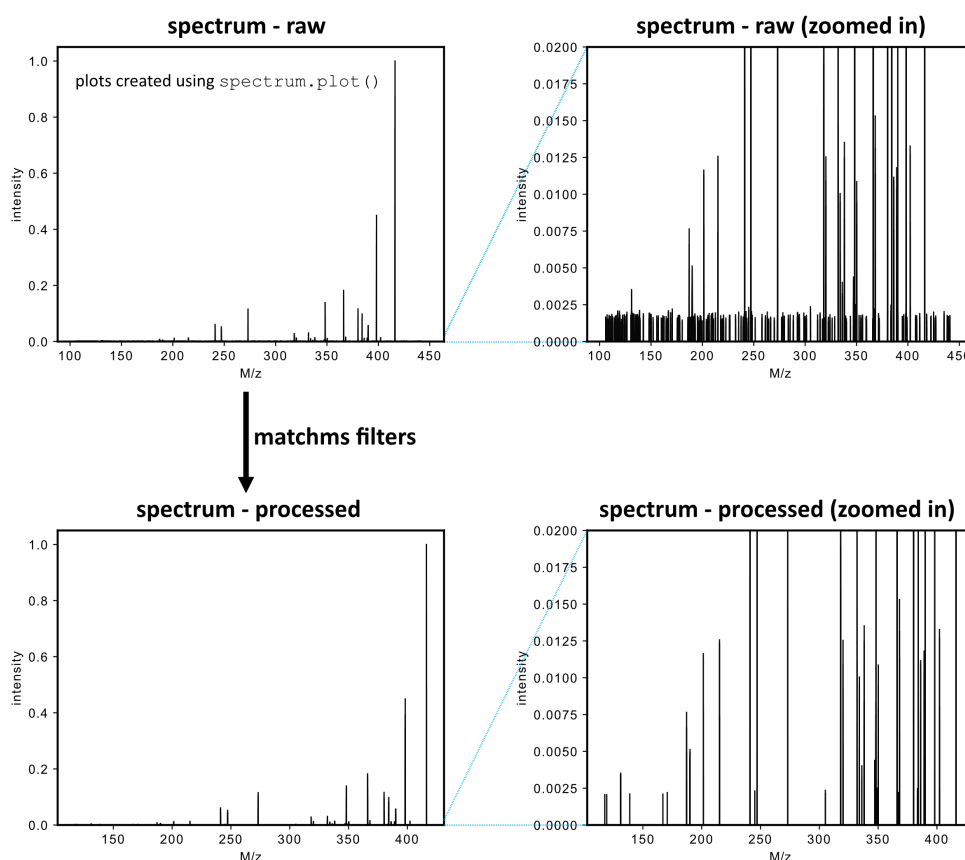 spectrum - raw
plots created using spectrum.plot()
1.0
0.8
0.6
0.4
0.2
0.0
intensity
100 150 200 250 300 350 400 450
M/z
spectrum - raw (zoomed in)
0.0200
0.0175
0.0150
0.0125
0.0100
0.0075
0.0050
0.0025
0.0000
intensity
100 150 200 250 300 350 400 450
M/z
matchms filters
spectrum - processed
1.0
0.8
0.6
0.4
0.2
0.0
intensity
150 200 250 300 350 400
M/z
spectrum - processed (zoomed in)
0.0200
0.0175
0.0150
0.0125
0.0100
0.0075
0.0050
0.0025
0.0000
intensity
150 200 250 300 350 400
M/z